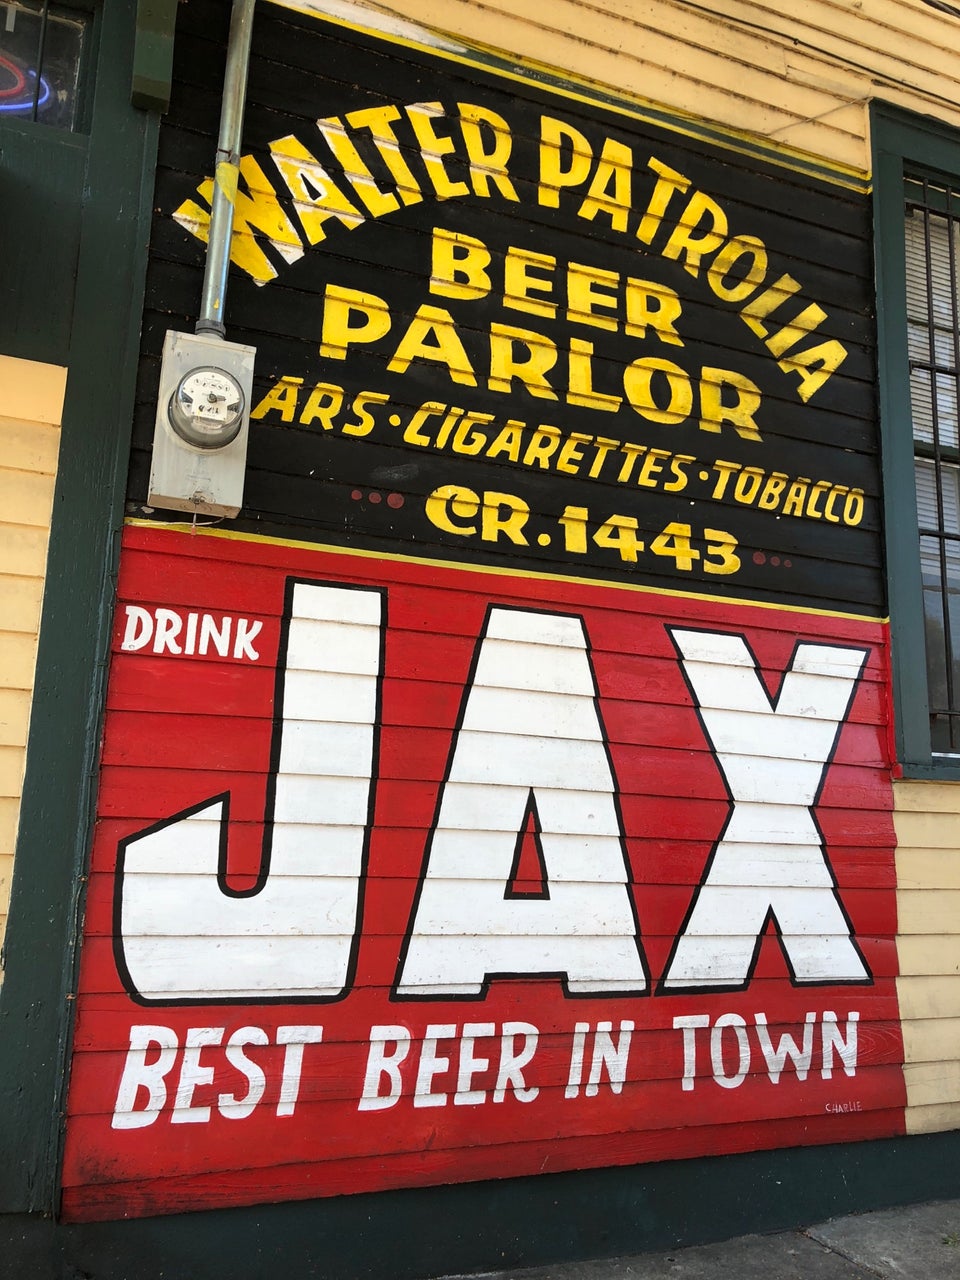 WALTER PATROLIA
BEER
PARLOR
ARS · CIGARETTES · TOBACCO
CR. 1443
DRINK
JAX
BEST BEER IN TOWN
CHARLIE